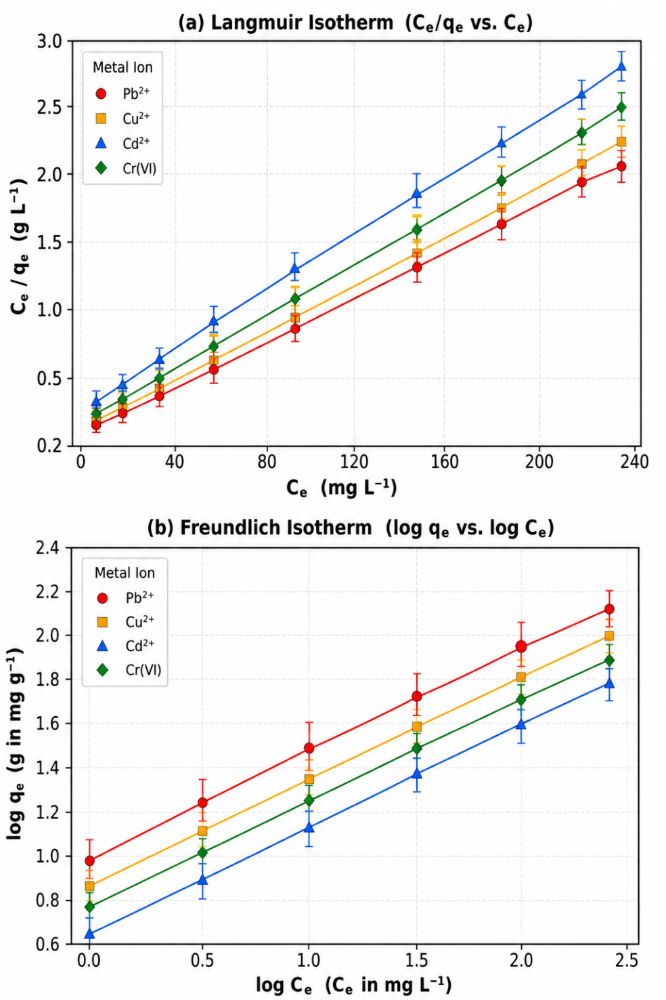 (a) Langmuir Isotherm (Cₑ/qₑ vs. Cₑ)
3.0
2.5
2.0
1.5
1.0
0.5
0.2
Cₑ / qₑ (g L⁻¹)
Metal Ion
Pb²⁺
Cu²⁺
Cd²⁺
Cr(VI)
0 40 80 120 160 200 240
Cₑ (mg L⁻¹)
(b) Freundlich Isotherm (log qₑ vs. log Cₑ)
2.4
2.2
2.0
1.8
1.6
1.4
1.2
1.0
0.8
0.6
log qₑ (g in mg g⁻¹)
Metal Ion
Pb²⁺
Cu²⁺
Cd²⁺
Cr(VI)
0.0 0.5 1.0 1.5 2.0 2.5
log Cₑ (Cₑ in mg L⁻¹)